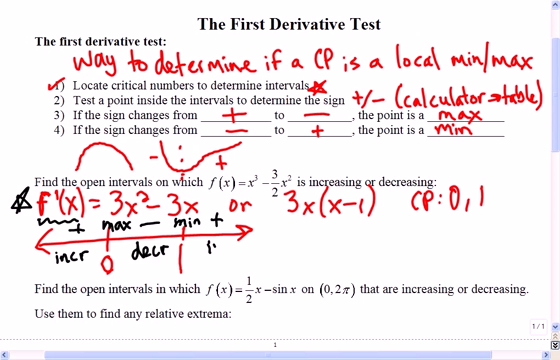 The First Derivative Test
The first derivative test:
way to determine if a CP is a local min/max
1) Locate critical numbers to determine intervals
2) Test a point inside the intervals to determine the sign +/- (calculator→table)
3) If the sign changes from + to −, the point is a max
4) If the sign changes from − to +, the point is a min
− +
Find the open intervals on which f(x) = x³ − 3/2 x² is increasing or decreasing:
f'(x) = 3x² − 3x or 3x(x−1) CP: 0, 1
+ max − min +
incr 0 decr 1
Find the open intervals in which f(x) = 1/2 x − sin x on (0, 2π) that are increasing or decreasing.
Use them to find any relative extrema:
1/1
1